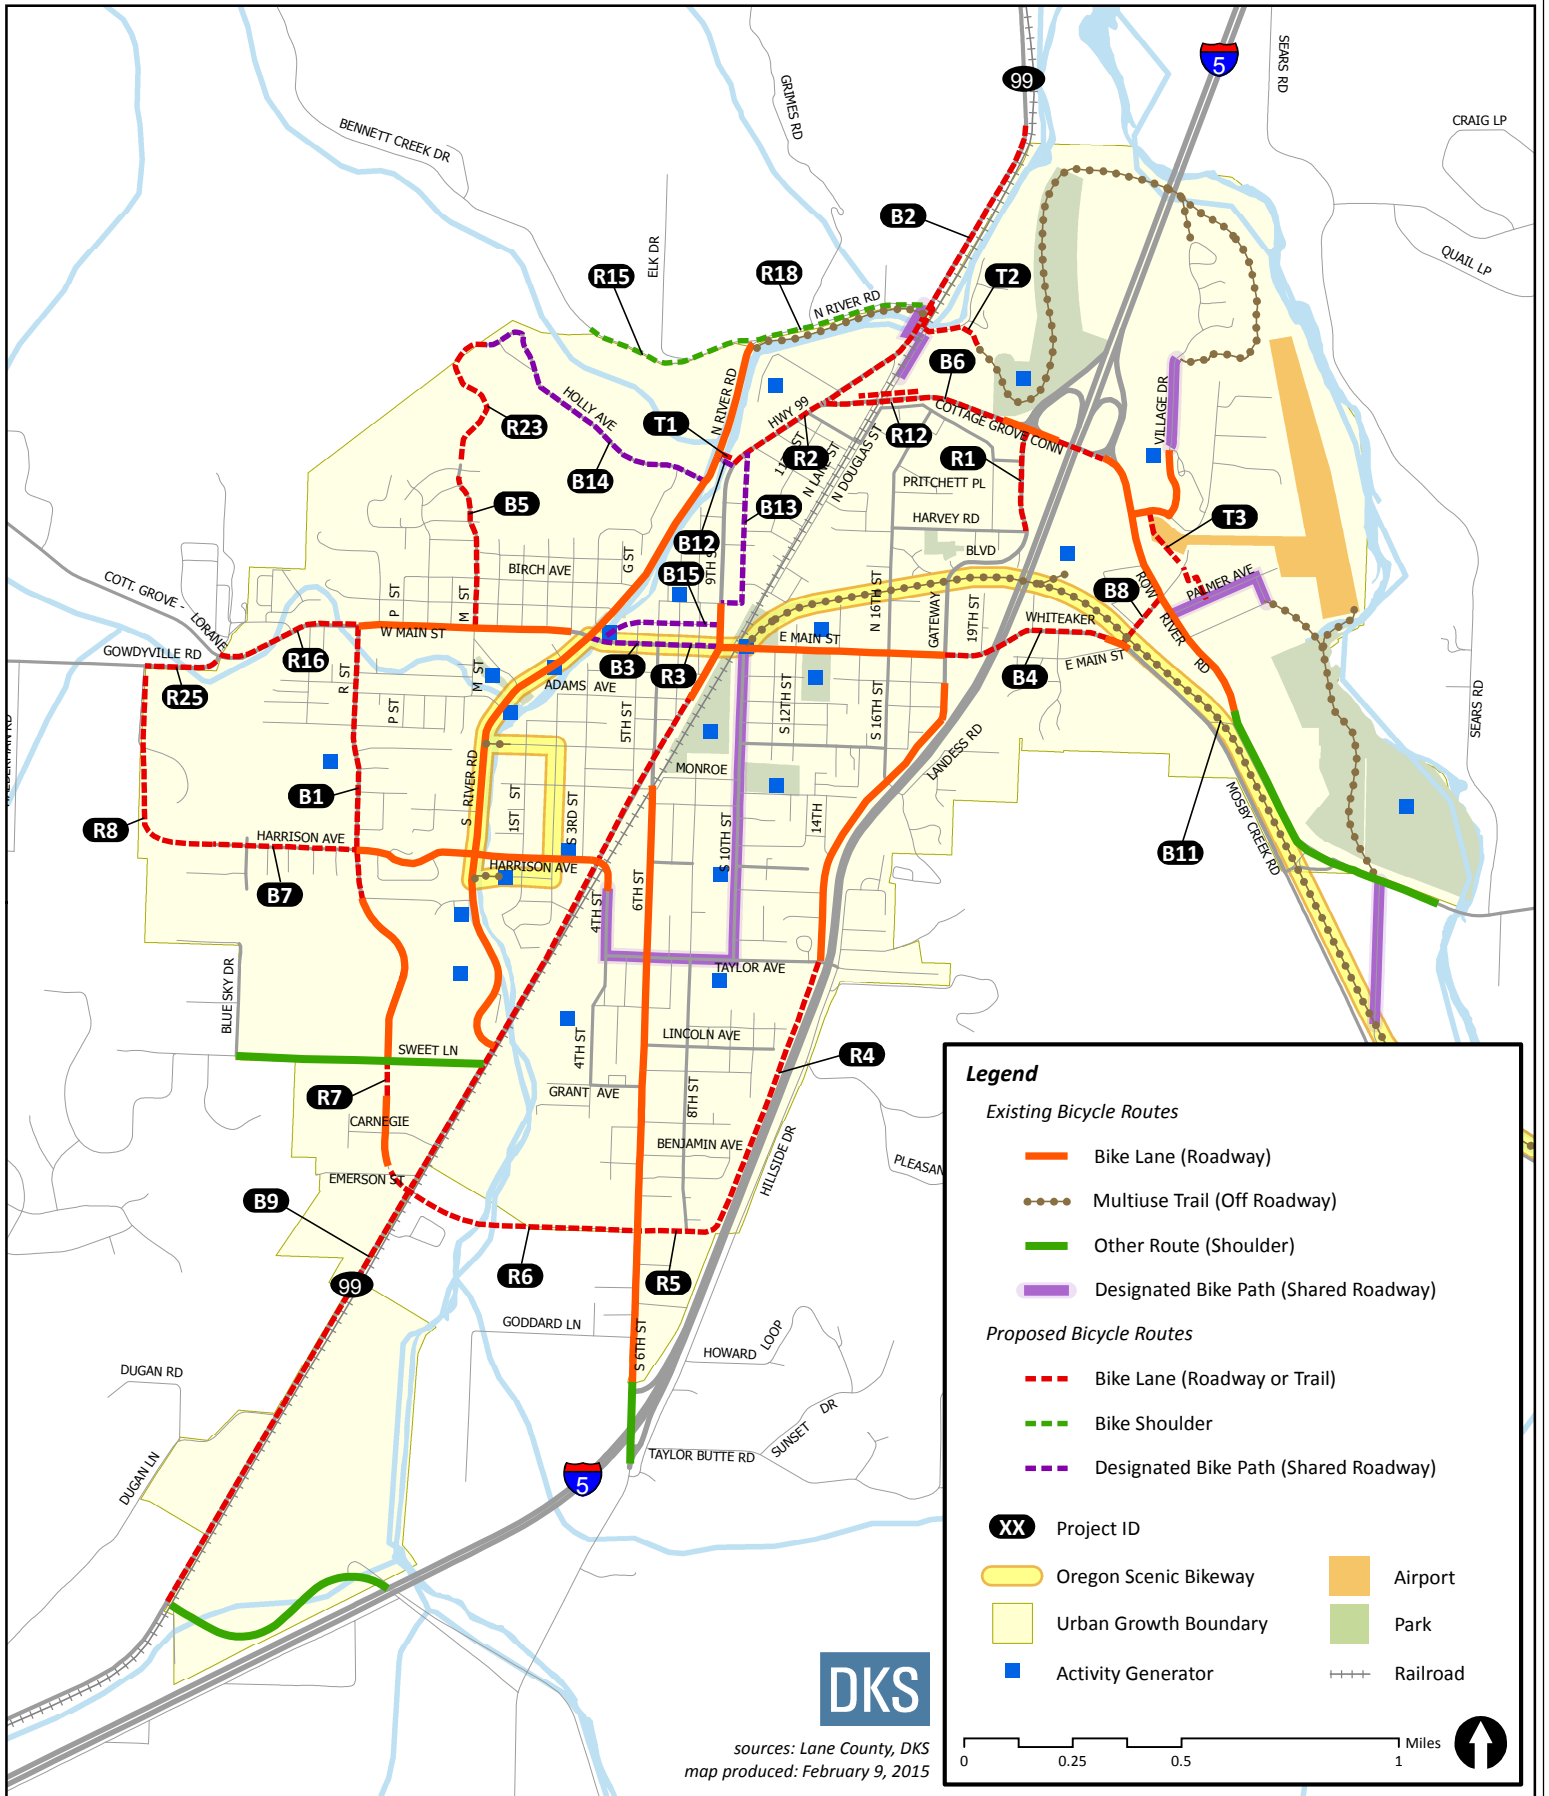 99
5
SEARS RD
CRAIG LP
GRIMES RD
BENNETT CREEK DR
B2
QUAIL LP
ELK DR
R15
R18
T2
N RIVER RD
B6
N RIVER RD
HOLLY AVE
HWY 99
VILLAGE DR
T1
R23
COTTAGE GROVE CONN
R12
R2
N LANE ST
N DOUGLAS ST
R1
B14
PRITCHETT PL
B5
B13
HARVEY RD
T3
B12
BLVD
G ST
9TH ST
BIRCH AVE
B15
COTT. GROVE - LORANE
P ST
M ST
N 16TH ST
GATEWAY
19TH ST
B8
ROW RIVER RD
PALMER AVE
WHITEAKER
W MAIN ST
E MAIN ST
GOWDYVILLE RD
R16
B3
R3
B4
E MAIN ST
R ST
M ST
R25
ADAMS AVE
P ST
5TH ST
S 12TH ST
S 16TH ST
SEARS RD
LANDESS RD
MONROE
S RIVER RD
1ST ST
S 3RD ST
B1
14TH
MOSBY CREEK RD
R8
HARRISON AVE
S 10TH ST
B11
HARRISON AVE
B7
4TH ST
6TH ST
TAYLOR AVE
BLUE SKY DR
LINCOLN AVE
SWEET LN
4TH ST
R4
R7
GRANT AVE
8TH ST
CARNEGIE
BENJAMIN AVE
HILLSIDE DR
PLEASAN
EMERSON ST
B9
R6
R5
99
GODDARD LN
S 6TH ST
HOWARD LOOP
DUGAN RD
SUNSET DR
TAYLOR BUTTE RD
DUGAN LN
5
Legend
Existing Bicycle Routes
Bike Lane (Roadway)
Multiuse Trail (Off Roadway)
Other Route (Shoulder)
Designated Bike Path (Shared Roadway)
Proposed Bicycle Routes
Bike Lane (Roadway or Trail)
Bike Shoulder
Designated Bike Path (Shared Roadway)
XX Project ID
Oregon Scenic Bikeway
Airport
Urban Growth Boundary
Park
Activity Generator
Railroad
Miles
0 0.25 0.5 1
DKS
sources: Lane County, DKS
map produced: February 9, 2015